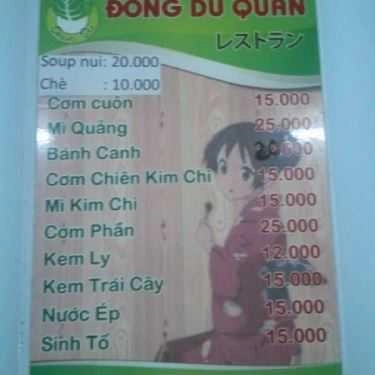 ĐÔNG DU QUÁN
レストラン
Soup nui: 20.000
Chè : 10.000
Cơm cuộn 15.000
Mì Quảng 25.000
Bánh Canh 20.000
Cơm Chiên Kim Chi 15.000
Mì Kim Chi 15.000
Cơm Phần 25.000
Kem Ly 12.000
Kem Trái Cây 15.000
Nước Ép 15.000
Sinh Tố 15.000